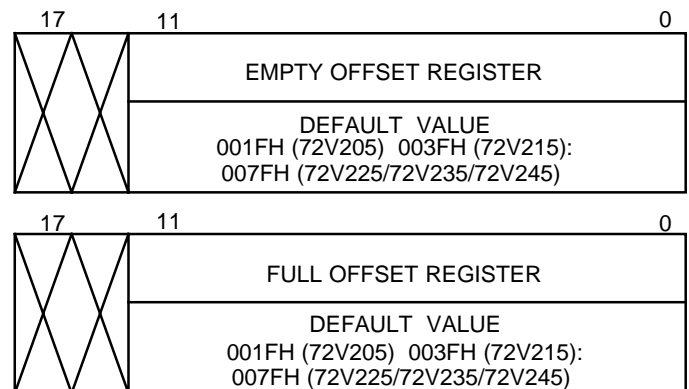 17 11 0
EMPTY OFFSET REGISTER
DEFAULT VALUE
001FH (72V205) 003FH (72V215):
007FH (72V225/72V235/72V245)
17 11 0
FULL OFFSET REGISTER
DEFAULT VALUE
001FH (72V205) 003FH (72V215):
007FH (72V225/72V235/72V245)